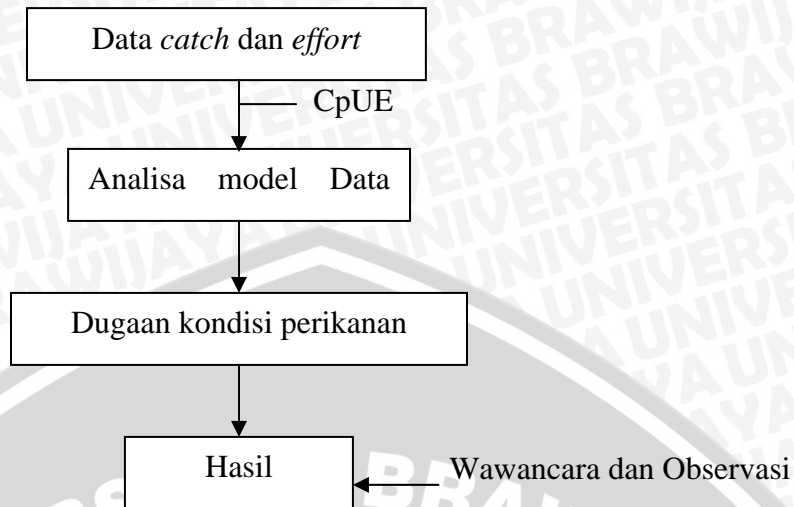 Data catch dan effort
CpUE
Analisa model Data
Dugaan kondisi perikanan
Hasil
Wawancara dan Observasi